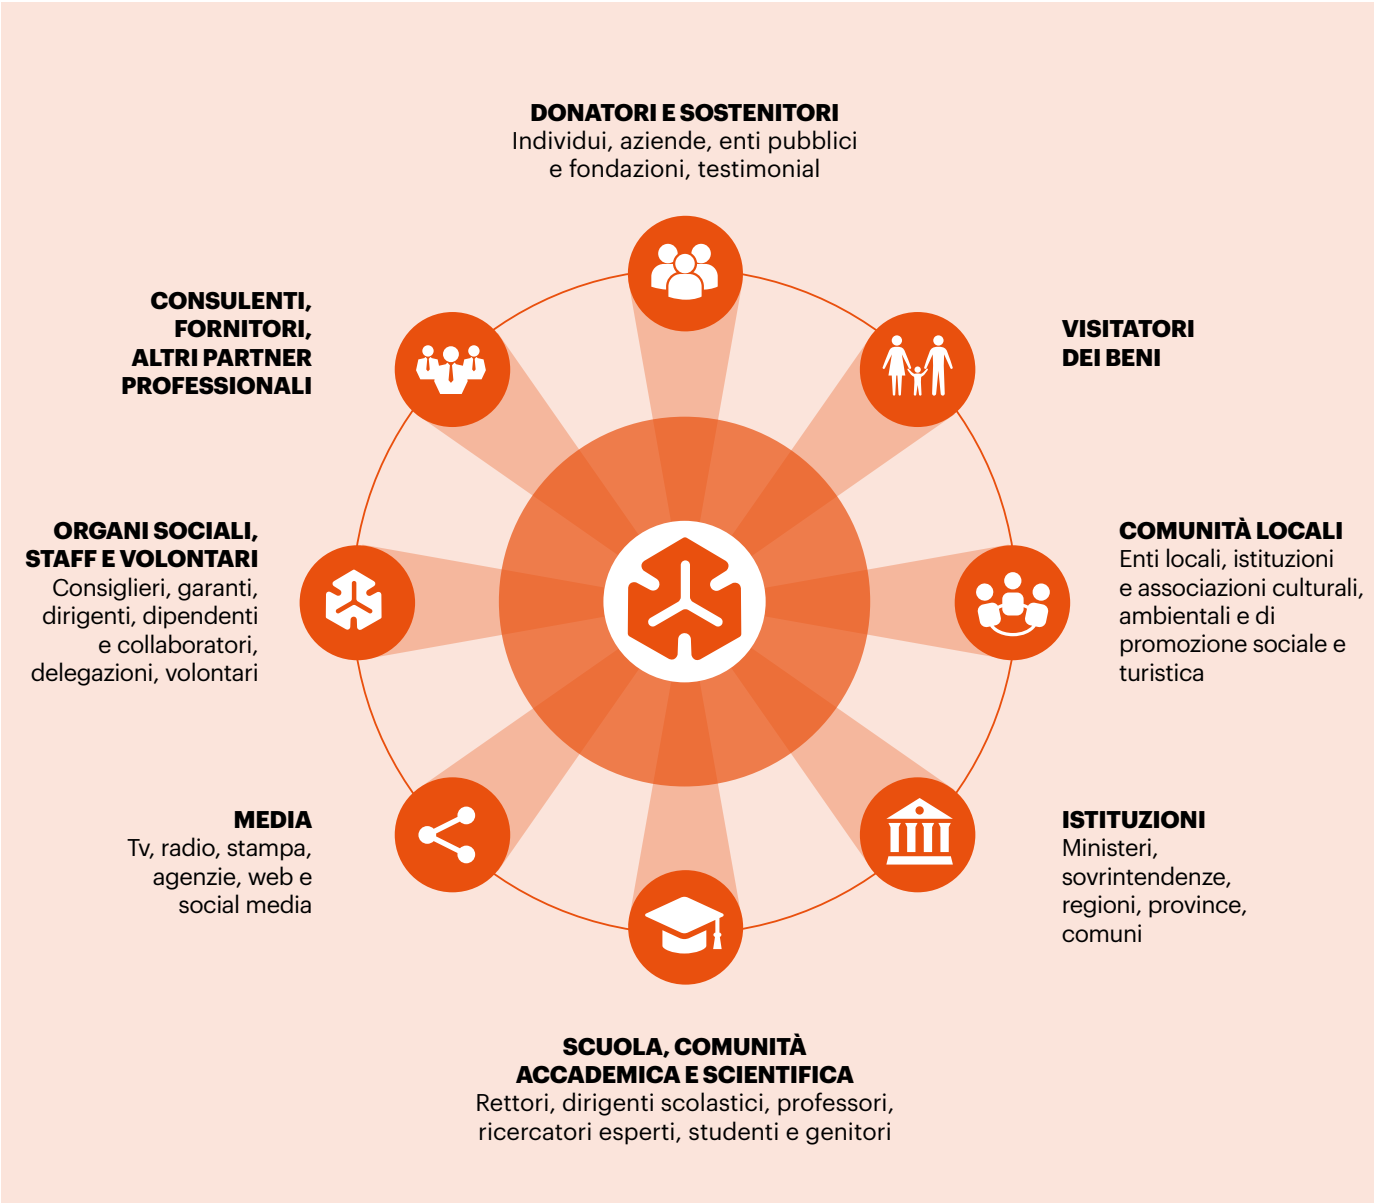 DONATORI E SOSTENITORI
Individui, aziende, enti pubblici
e fondazioni, testimonial
VISITATORI
DEI BENI
COMUNITÀ LOCALI
Enti locali, istituzioni
e associazioni culturali,
ambientali e di
promozione sociale e
turistica
ISTITUZIONI
Ministeri,
sovrintendenze,
regioni, province,
comuni
SCUOLA, COMUNITÀ
ACCADEMICA E SCIENTIFICA
Rettori, dirigenti scolastici, professori,
ricercatori esperti, studenti e genitori
MEDIA
Tv, radio, stampa,
agenzie, web e
social media
ORGANI SOCIALI,
STAFF E VOLONTARI
Consiglieri, garanti,
dirigenti, dipendenti
e collaboratori,
delegazioni, volontari
CONSULENTI,
FORNITORI,
ALTRI PARTNER
PROFESSIONALI